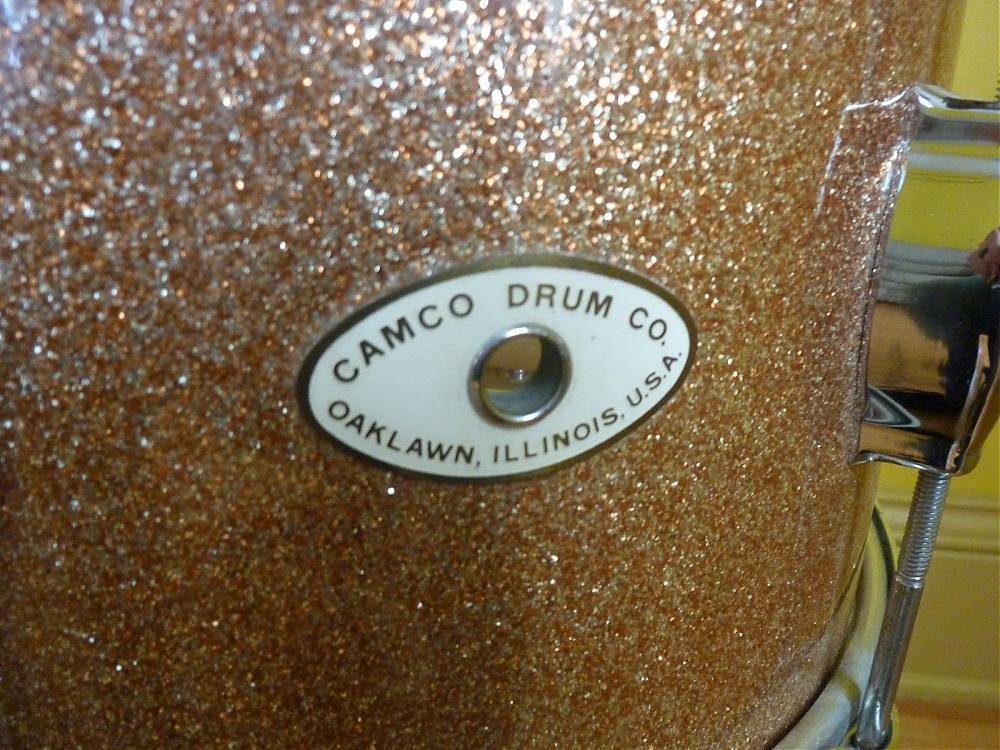 CAMCO DRUM CO.
OAKLAWN, ILLINOIS, U.S.A.